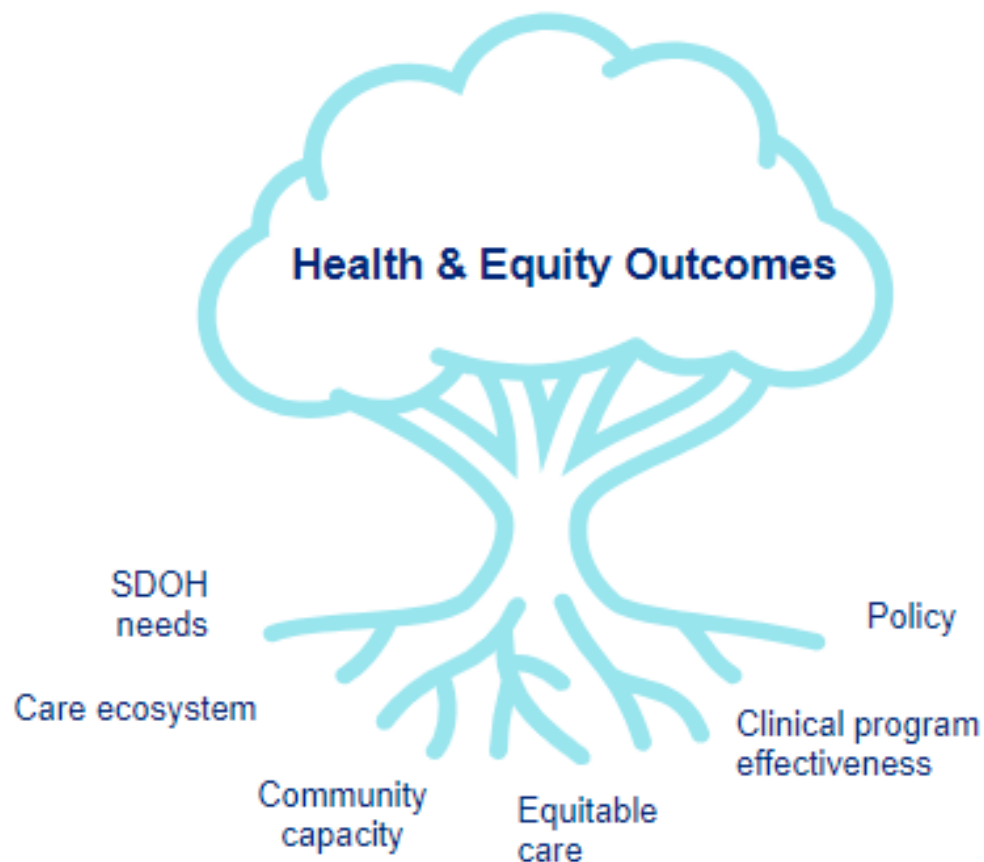 Health & Equity Outcomes
SDOH
needs
Policy
Care ecosystem
Clinical program
effectiveness
Community
capacity
Equitable
care